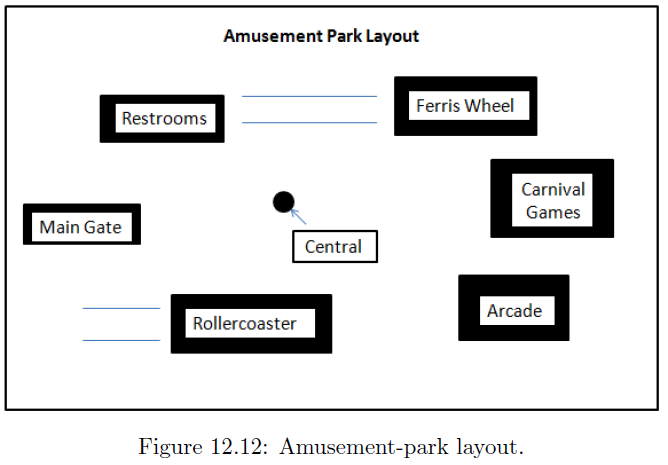 Amusement Park Layout
Restrooms
Ferris Wheel
Carnival
Games
Main Gate
Central
Rollercoaster
Arcade
Figure 12.12: Amusement-park layout.